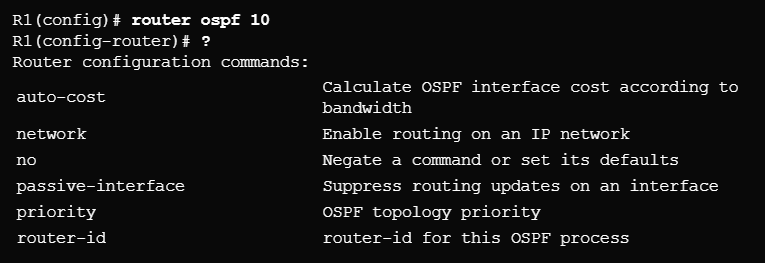 R1(config)# router ospf 10
R1(config-router)# ?
Router configuration commands:
auto-cost Calculate OSPF interface cost according to
bandwidth
network Enable routing on an IP network
no Negate a command or set its defaults
passive-interface Suppress routing updates on an interface
priority OSPF topology priority
router-id router-id for this OSPF process